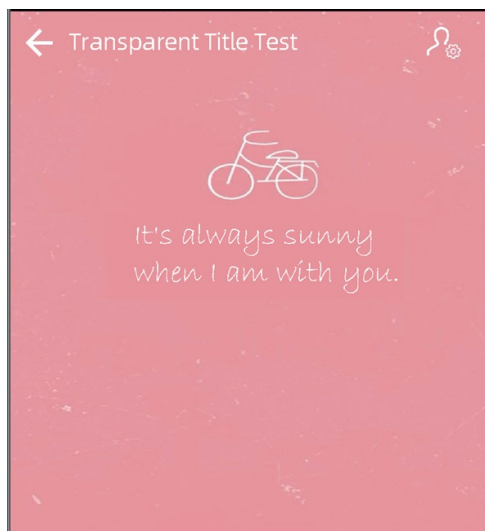 Transparent Title Test
It's always sunny
when I am with you.